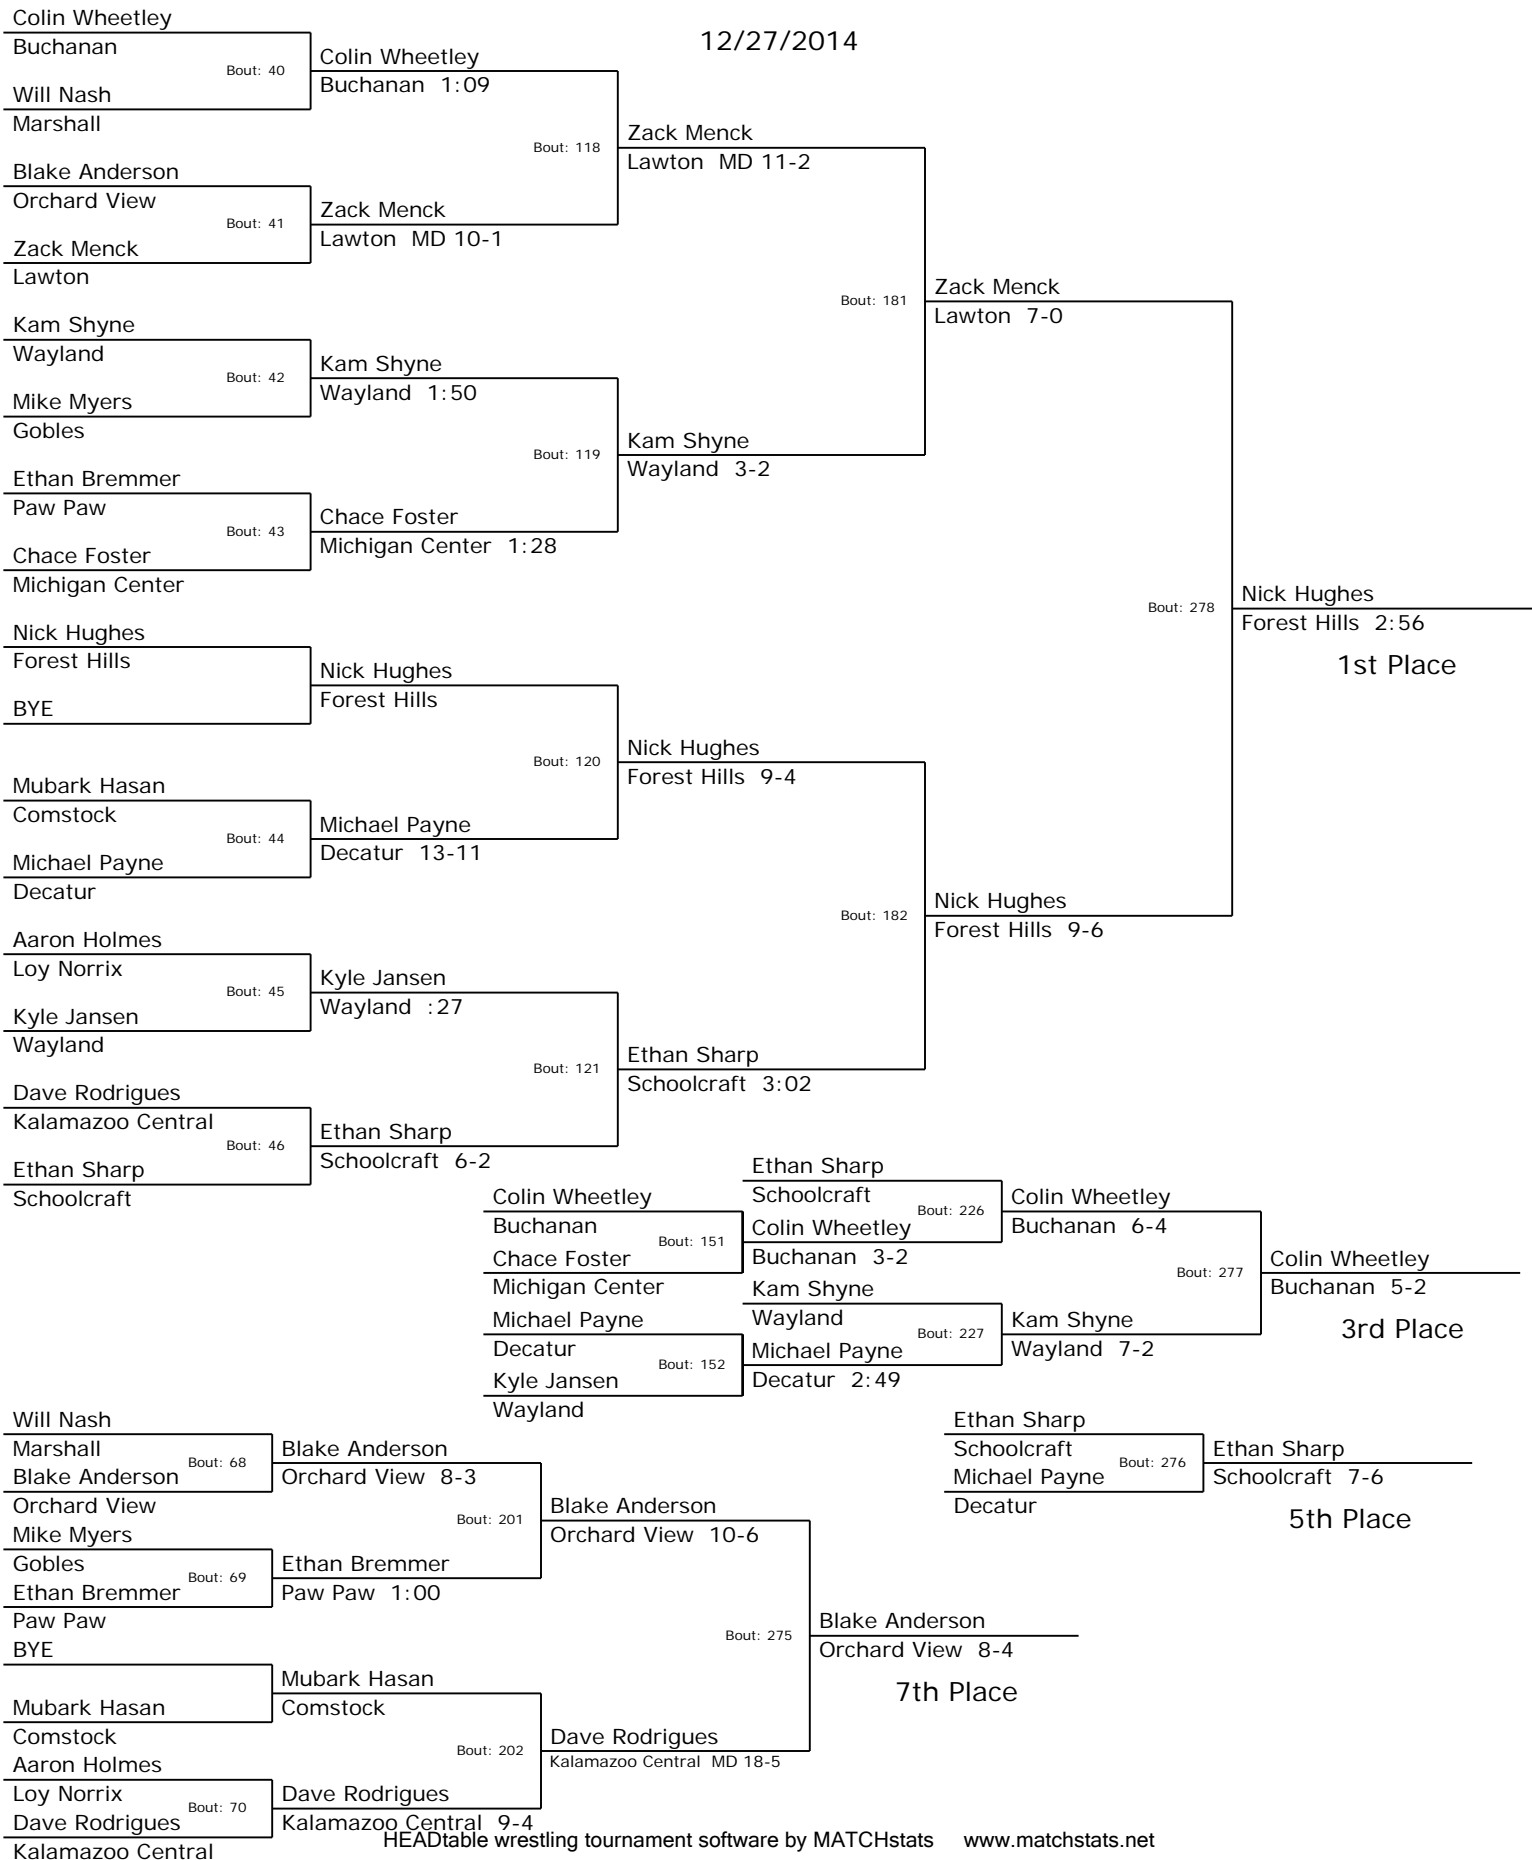 12/27/2014
Colin Wheetley
Buchanan
Bout: 40
Will Nash
Marshall
Colin Wheetley
Buchanan 1:09
Blake Anderson
Orchard View
Bout: 41
Zack Menck
Lawton
Zack Menck
Lawton MD 10-1
Bout: 118
Zack Menck
Lawton MD 11-2
Kam Shyne
Wayland
Bout: 42
Mike Myers
Gobles
Kam Shyne
Wayland 1:50
Ethan Bremmer
Paw Paw
Bout: 43
Chace Foster
Michigan Center
Chace Foster
Michigan Center 1:28
Bout: 119
Kam Shyne
Wayland 3-2
Bout: 181
Zack Menck
Lawton 7-0
Nick Hughes
Forest Hills
BYE
Nick Hughes
Forest Hills
Mubark Hasan
Comstock
Bout: 44
Michael Payne
Decatur
Michael Payne
Decatur 13-11
Bout: 120
Nick Hughes
Forest Hills 9-4
Aaron Holmes
Loy Norrix
Bout: 45
Kyle Jansen
Wayland
Kyle Jansen
Wayland :27
Dave Rodrigues
Kalamazoo Central
Bout: 46
Ethan Sharp
Schoolcraft
Ethan Sharp
Schoolcraft 6-2
Bout: 121
Ethan Sharp
Schoolcraft 3:02
Bout: 182
Nick Hughes
Forest Hills 9-6
Bout: 278
Nick Hughes
Forest Hills 2:56
1st Place
Colin Wheetley
Buchanan
Bout: 151
Chace Foster
Michigan Center
Michael Payne
Decatur
Bout: 152
Kyle Jansen
Wayland
Ethan Sharp
Schoolcraft
Bout: 226
Colin Wheetley
Buchanan 3-2
Kam Shyne
Wayland
Bout: 227
Michael Payne
Decatur 2:49
Colin Wheetley
Buchanan 6-4
Bout: 277
Kam Shyne
Wayland 7-2
Colin Wheetley
Buchanan 5-2
3rd Place
Ethan Sharp
Schoolcraft
Bout: 276
Michael Payne
Decatur
Ethan Sharp
Schoolcraft 7-6
5th Place
Will Nash
Marshall
Bout: 68
Blake Anderson
Orchard View
Blake Anderson
Orchard View 8-3
Mike Myers
Gobles
Bout: 69
Ethan Bremmer
Paw Paw
Ethan Bremmer
Paw Paw 1:00
Bout: 201
Blake Anderson
Orchard View 10-6
BYE
Mubark Hasan
Comstock
Mubark Hasan
Comstock
Aaron Holmes
Loy Norrix
Bout: 70
Dave Rodrigues
Kalamazoo Central
Dave Rodrigues
Kalamazoo Central 9-4
Bout: 202
Dave Rodrigues
Kalamazoo Central MD 18-5
Bout: 275
Blake Anderson
Orchard View 8-4
7th Place
HEADtable wrestling tournament software by MATCHstats www.matchstats.net